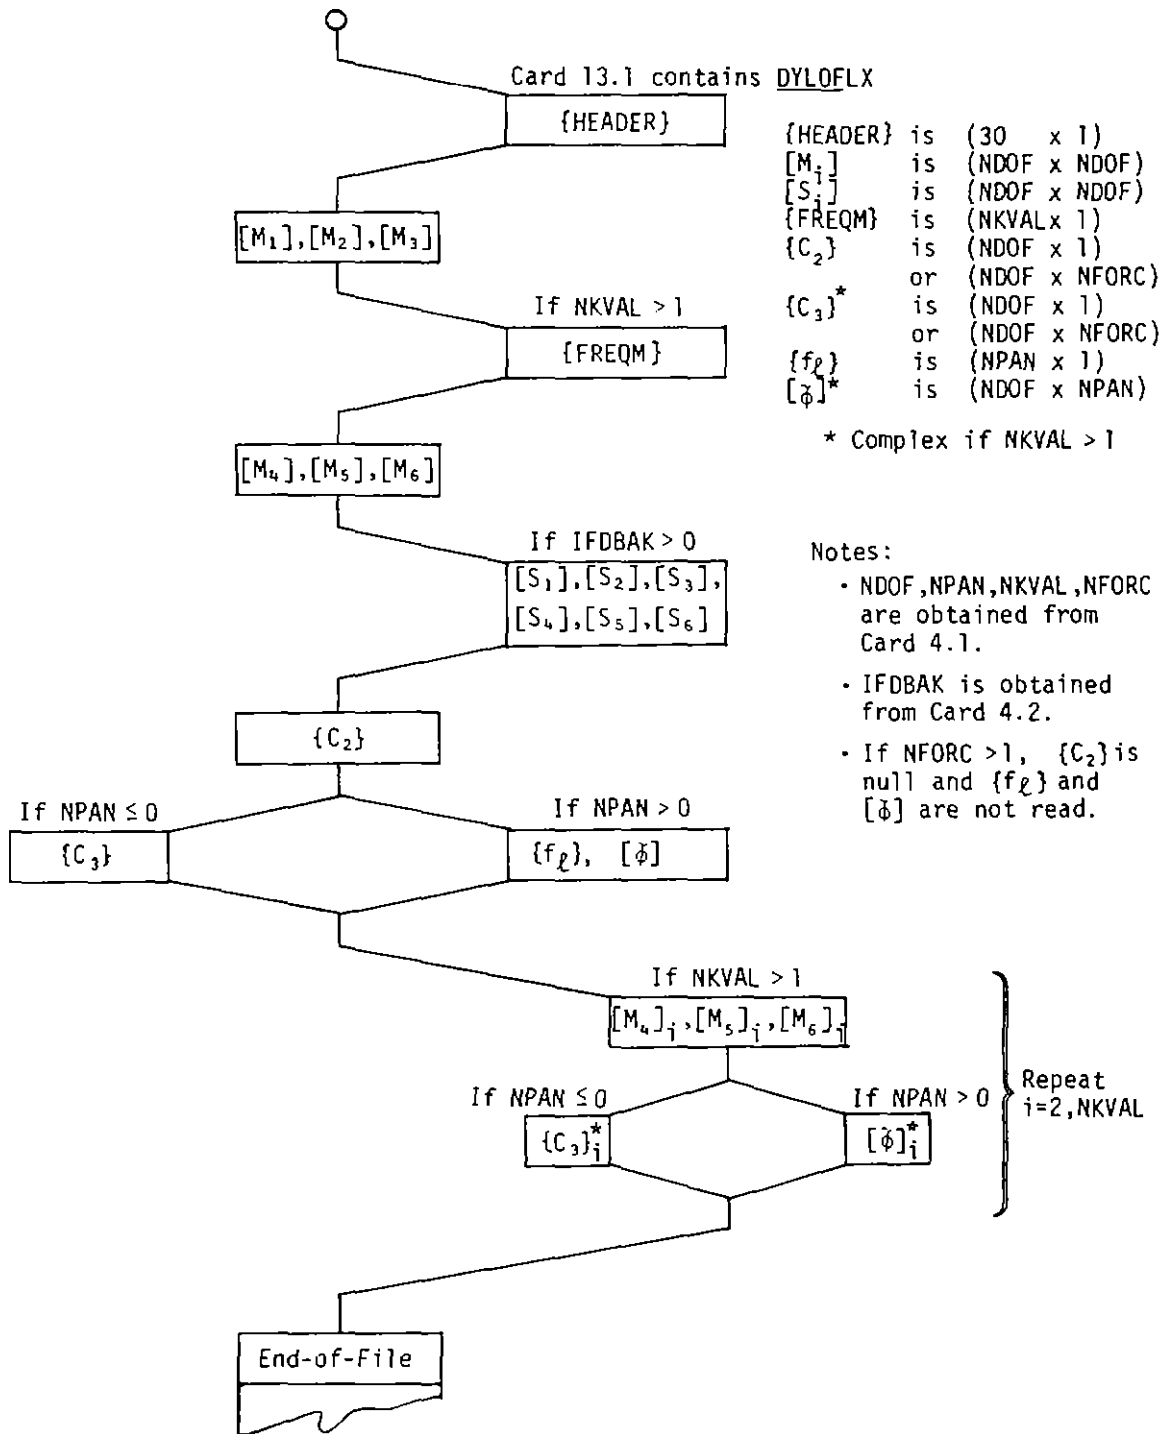 Card 13.1 contains DYLOFLX
{HEADER}
{HEADER} is (30 x 1)
[Mi] is (NDOF x NDOF)
[Si] is (NDOF x NDOF)
{FREQM} is (NKVAL x 1)
{C2} is (NDOF x 1)
or (NDOF x NFORC)
{C3}* is (NDOF x 1)
or (NDOF x NFORC)
{fℓ} is (NPAN x 1)
[ϕ̌]* is (NDOF x NPAN)
* Complex if NKVAL > 1
[M1],[M2],[M3]
If NKVAL > 1
{FREQM}
[M4],[M5],[M6]
If IFDBAK > 0
[S1],[S2],[S3],
[S4],[S5],[S6]
Notes:
• NDOF,NPAN,NKVAL,NFORC
are obtained from
Card 4.1.
• IFDBAK is obtained
from Card 4.2.
• If NFORC >1, {C2} is
null and {fℓ} and
[ϕ̌] are not read.
{C2}
If NPAN ≤ 0
{C3}
If NPAN > 0
{fℓ}, [ϕ̌]
If NKVAL > 1
[M4]i,[M5]i,[M6]i
If NPAN ≤ 0
{C3}*i
If NPAN > 0
[ϕ̌]*i
Repeat
i=2,NKVAL
End-of-File